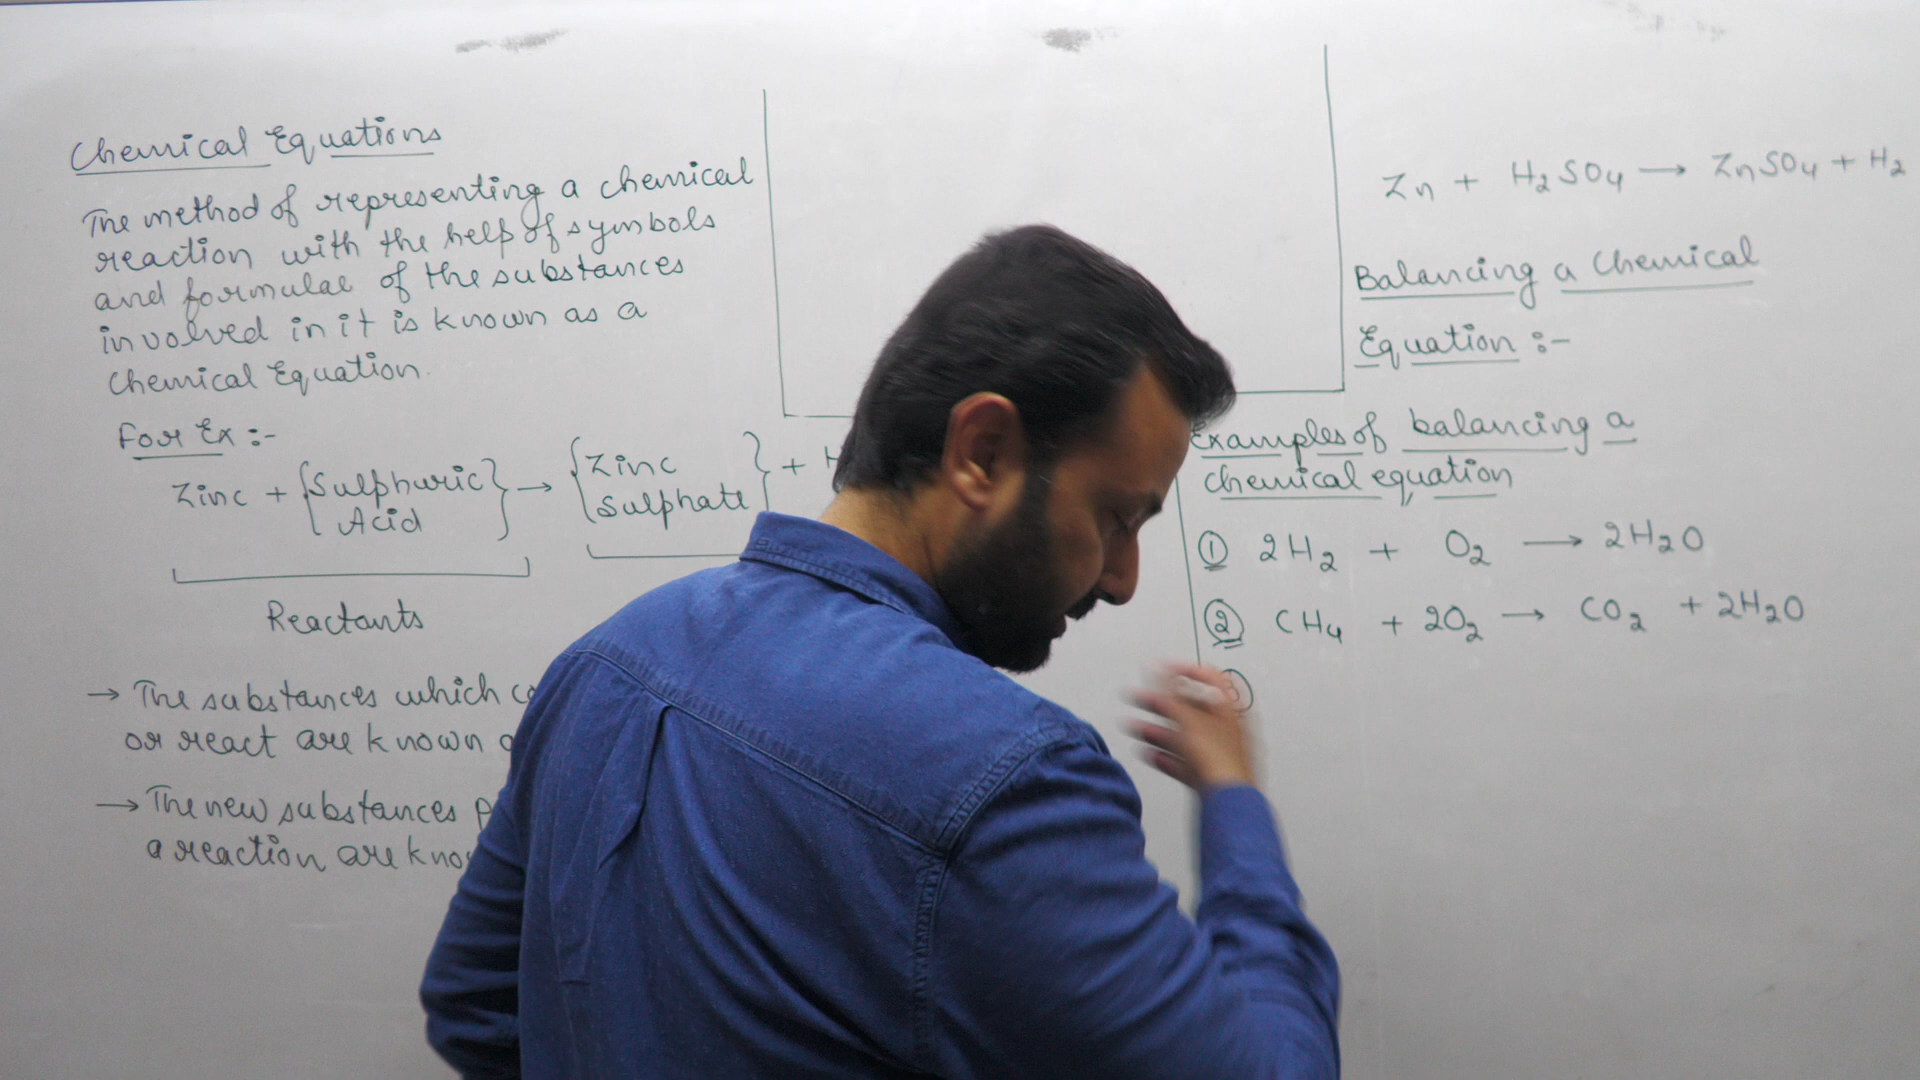 Chemical Equations
The method of representing a chemical
reaction with the help of symbols
and formulae of the substances
involved in it is known as a
Chemical Equation.
For Ex :-
Zinc + {Sulphuric Acid} → {Zinc Sulphate} + H
Reactants
→ The substances which
or react are known
→ The new substances
a reaction are
Zn + H₂SO₄ → ZnSO₄ + H₂
Balancing a Chemical
Equation :-
Examples of balancing a
chemical equation
① 2H₂ + O₂ → 2H₂O
② CH₄ + 2O₂ → CO₂ + 2H₂O
③